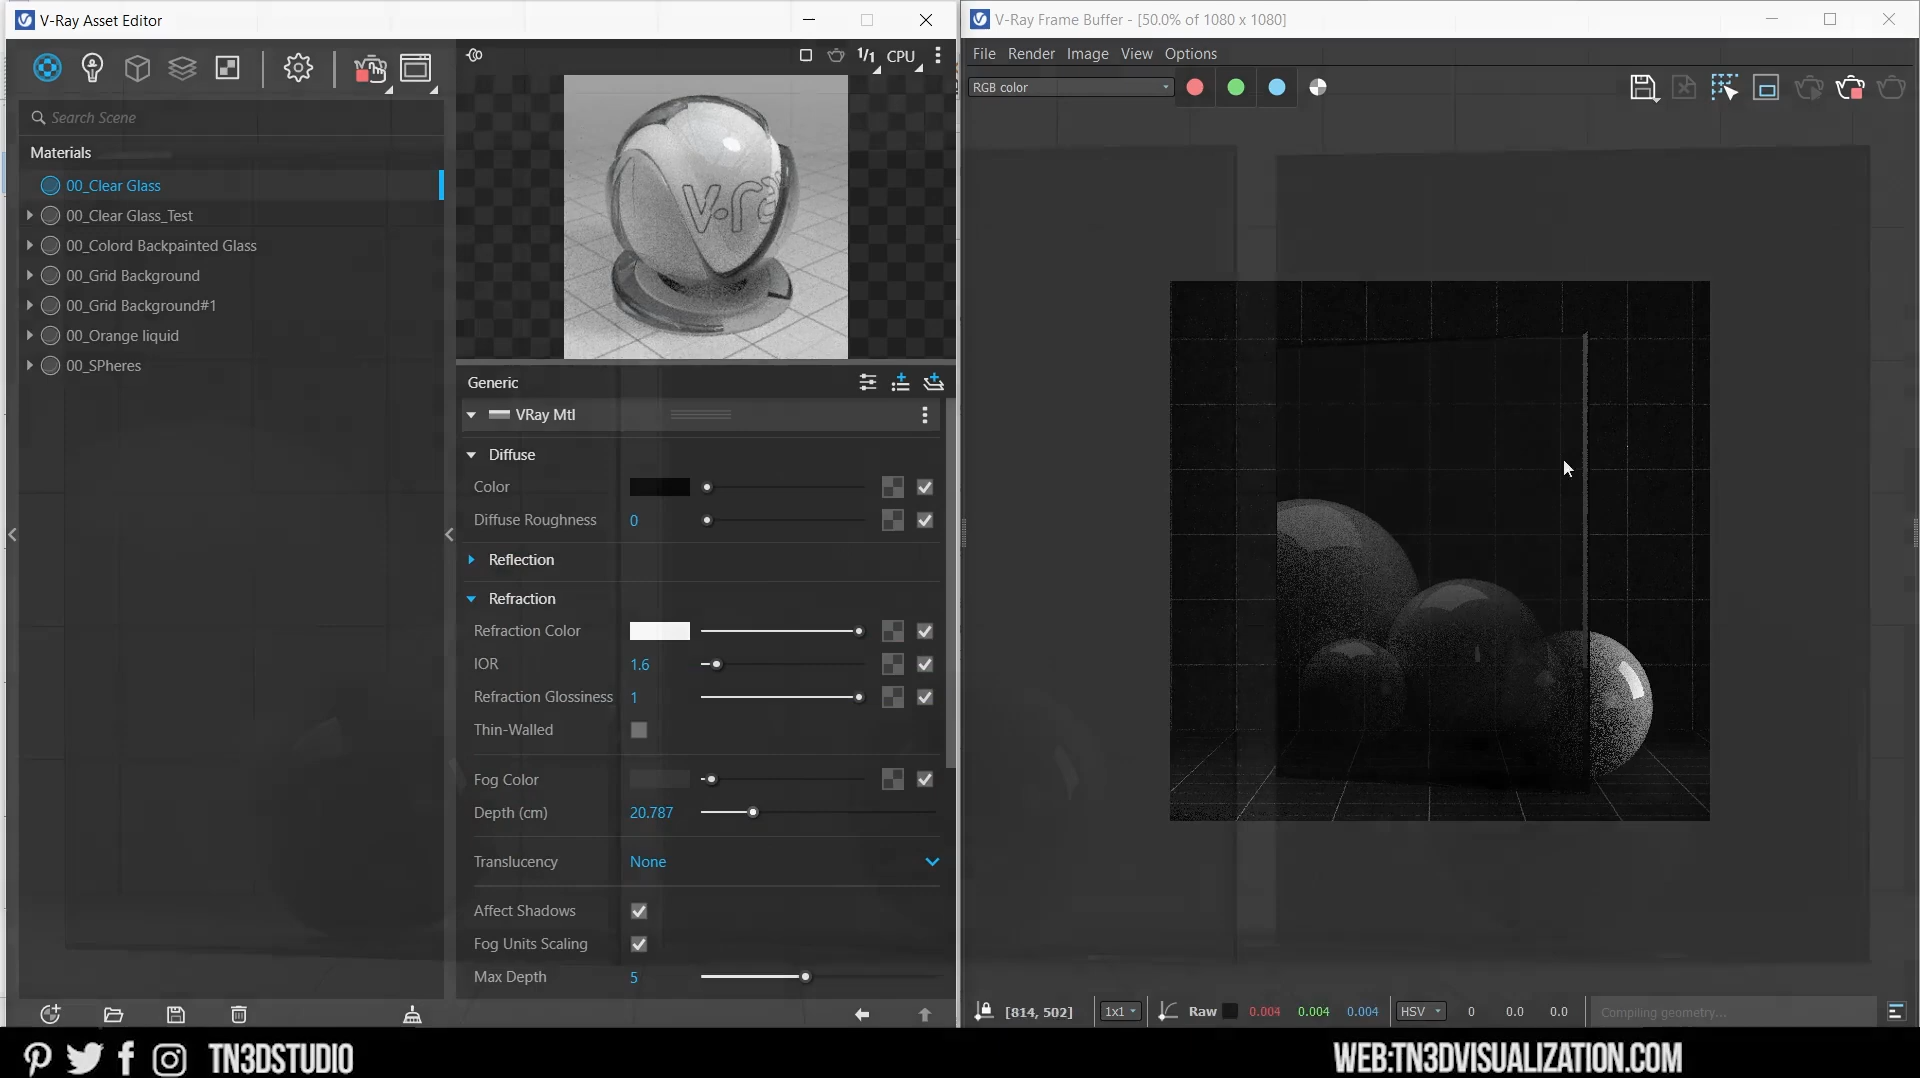 V-Ray Asset Editor
V-Ray Frame Buffer - [50.0% of 1080 x 1080]
File Render Image View Options
1/1 CPU
RGB color
Search Scene
Materials
00_Clear Glass
00_Clear Glass_Test
00_Colord Backpainted Glass
00_Grid Background
00_Grid Background#1
00_Orange liquid
00_SPheres
Generic
VRay Mtl
Diffuse
Color
Diffuse Roughness 0
Reflection
Refraction
Refraction Color
IOR 1.6
Refraction Glossiness 1
Thin-Walled
Fog Color
Depth (cm) 20.787
Translucency None
Affect Shadows
Fog Units Scaling
Max Depth 5
[814, 502] 1x1 Raw 0.004 0.004 0.004 HSV 0 0.0 0.0 Compiling geometry...
TN3DSTUDIO
WEB:TN3DVISUALIZATION.COM